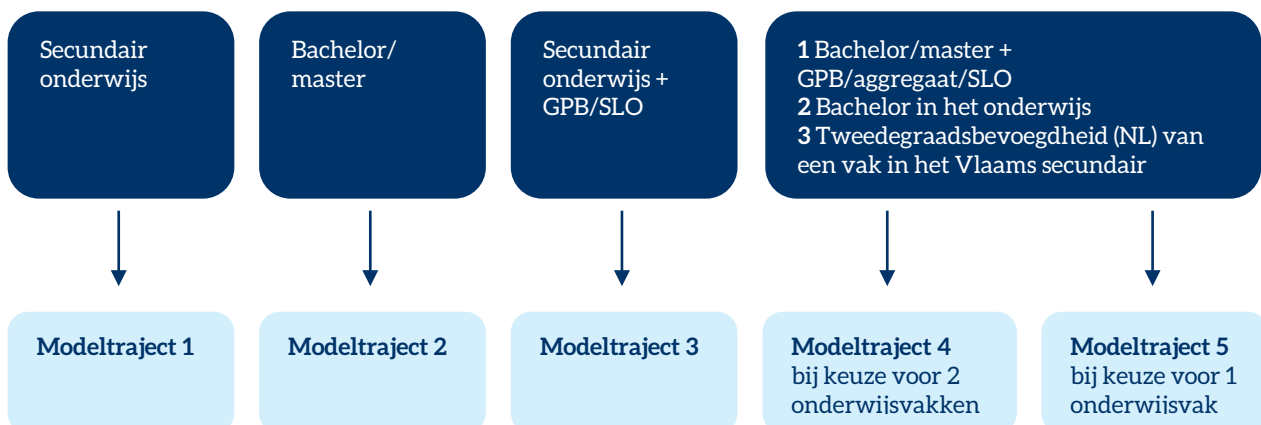 Secundair
onderwijs
Bachelor/
master
Secundair
onderwijs +
GPB/SLO
1 Bachelor/master +
GPB/aggregaat/SLO
2 Bachelor in het onderwijs
3 Tweedegraadsbevoegdheid (NL) van
een vak in het Vlaams secundair
Modeltraject 1
Modeltraject 2
Modeltraject 3
Modeltraject 4
bij keuze voor 2
onderwijsvakken
Modeltraject 5
bij keuze voor 1
onderwijsvak